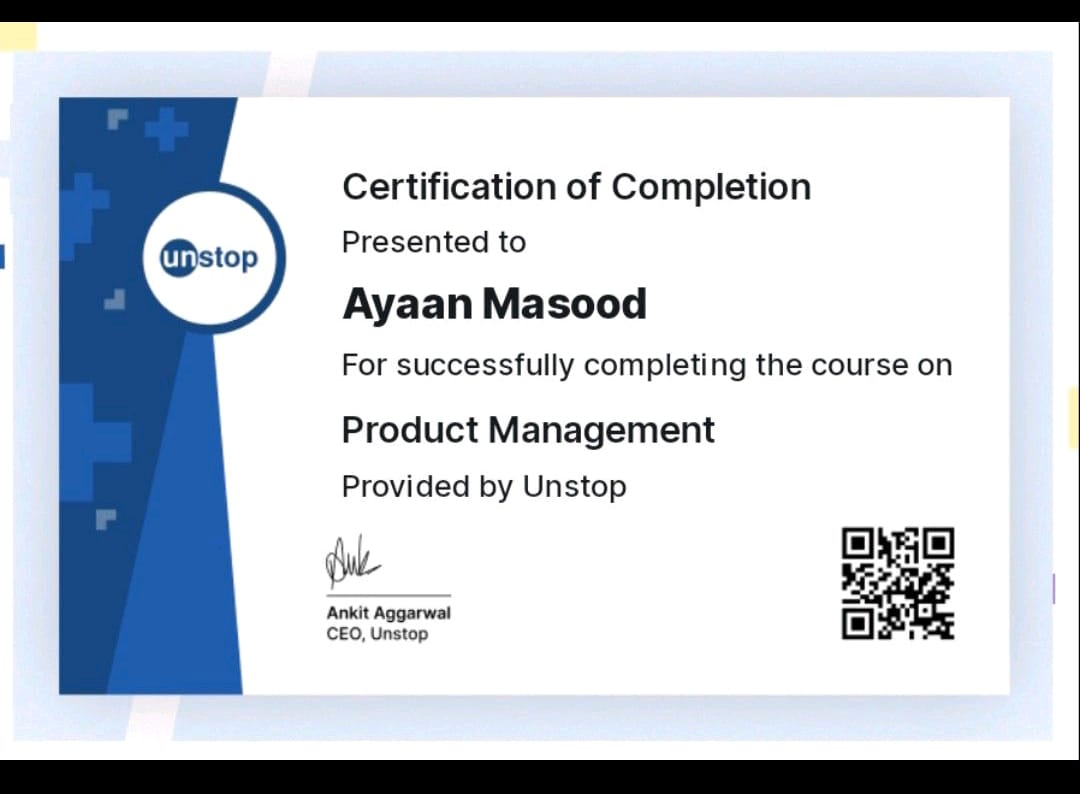 unstop
Certification of Completion
Presented to
Ayaan Masood
For successfully completing the course on
Product Management
Provided by Unstop
Ankit Aggarwal
CEO, Unstop